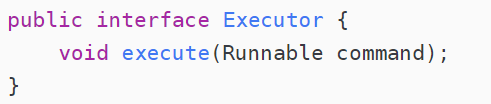 public interface Executor {
    void execute(Runnable command);
}